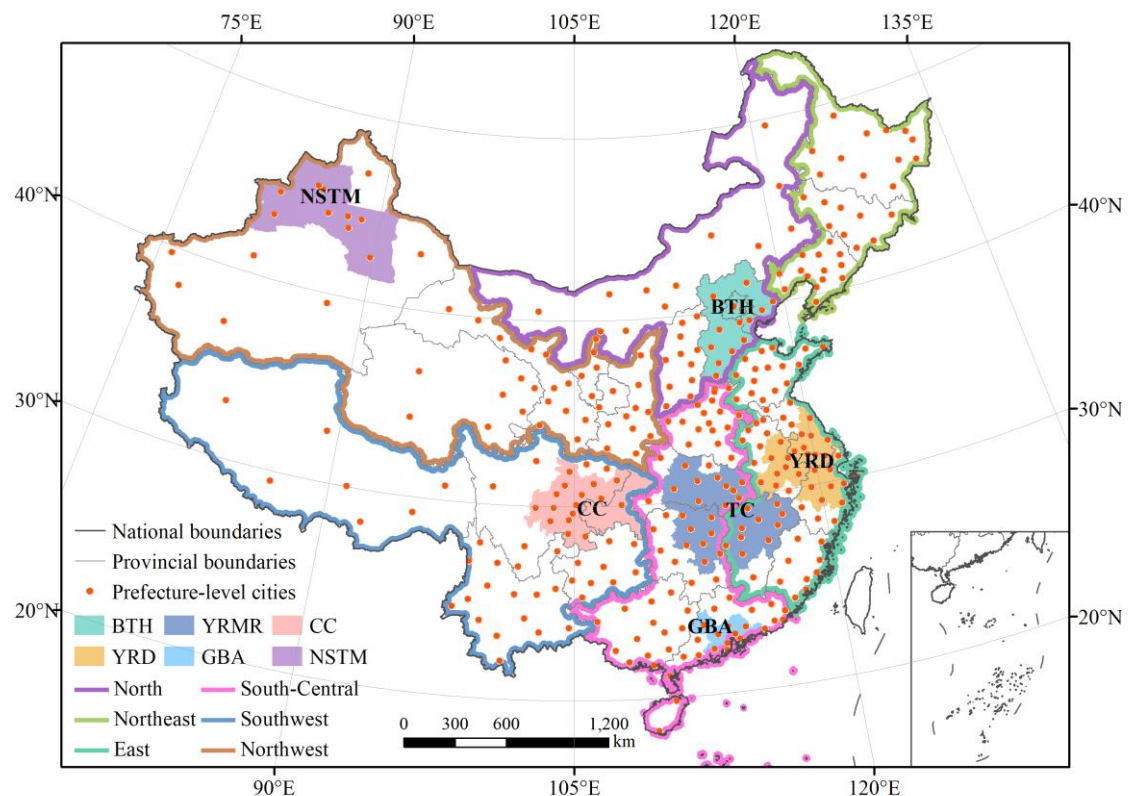 75°E 90°E 105°E 120°E 135°E
40°N
40°N
30°N
30°N
20°N
20°N
NSTM
BTH
YRD
CC
TC
GBA
National boundaries
Provincial boundaries
Prefecture-level cities
BTH YRMR CC
YRD GBA NSTM
North South-Central
Northeast Southwest
East Northwest
0 300 600 1,200
km
90°E 105°E 120°E